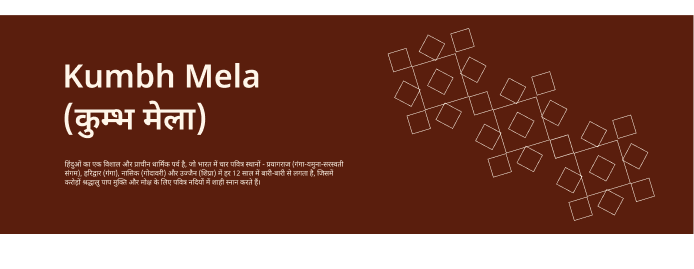 Kumbh Mela
(कुम्भ मेला)
हिंदुओं का एक विशाल और प्राचीन धार्मिक पर्व है, जो भारत में चार पवित्र स्थानों - प्रयागराज (गंगा-यमुना-सरस्वती
संगम), हरिद्वार (गंगा), नासिक (गोदावरी) और उज्जैन (शिप्रा) में हर 12 साल में बारी-बारी से लगता है, जिसमें
करोड़ों श्रद्धालु पाप मुक्ति और मोक्ष के लिए पवित्र नदियों में शाही स्नान करते हैं।